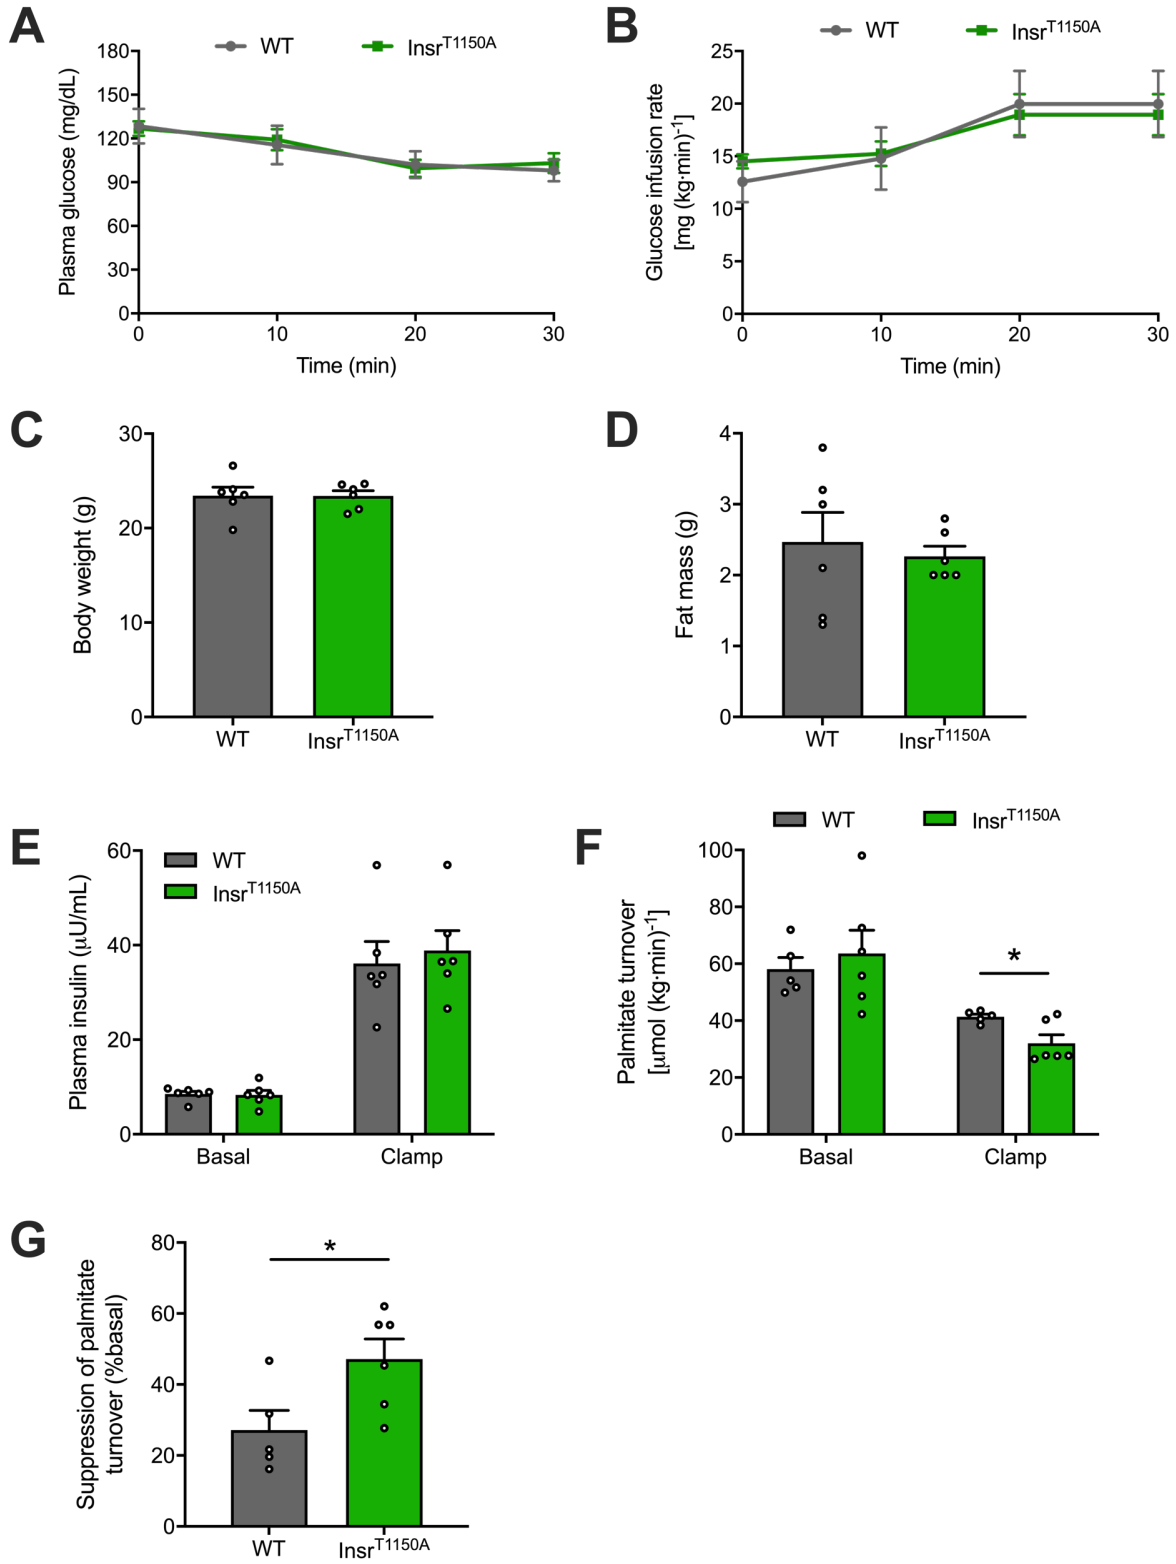 A
WT
Insr^T1150A
Plasma glucose (mg/dL)
180
150
120
90
60
30
0
0 10 20 30
Time (min)
B
WT
Insr^T1150A
Glucose infusion rate
[mg (kg·min)⁻¹]
25
20
15
10
5
0
0 10 20 30
Time (min)
C
Body weight (g)
30
20
10
0
WT Insr^T1150A
D
Fat mass (g)
4
3
2
1
0
WT Insr^T1150A
E
WT
Insr^T1150A
Plasma insulin (μU/mL)
60
40
20
0
Basal Clamp
F
WT
Insr^T1150A
Palmitate turnover
[μmol (kg·min)⁻¹]
100
80
60
40
20
0
*
Basal Clamp
G
Suppression of palmitate
turnover (%basal)
80
60
40
20
0
*
WT Insr^T1150A